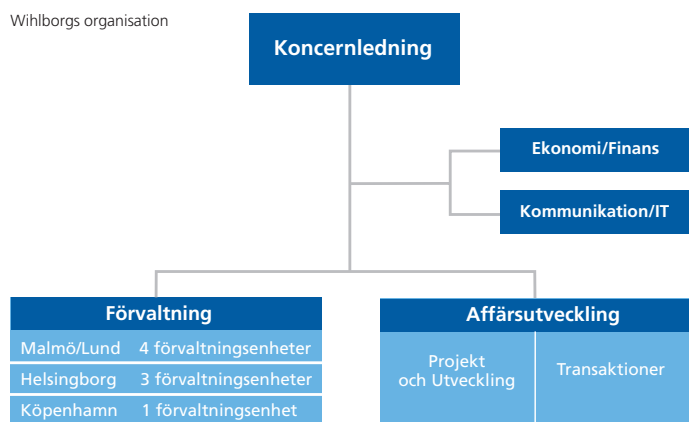 Wihlborgs organisation
Koncernledning
Ekonomi/Finans
Kommunikation/IT
Förvaltning
Malmö/Lund 4 förvaltningsenheter
Helsingborg 3 förvaltningsenheter
Köpenhamn 1 förvaltningsenhet
Affärsutveckling
Projekt
och Utveckling
Transaktioner